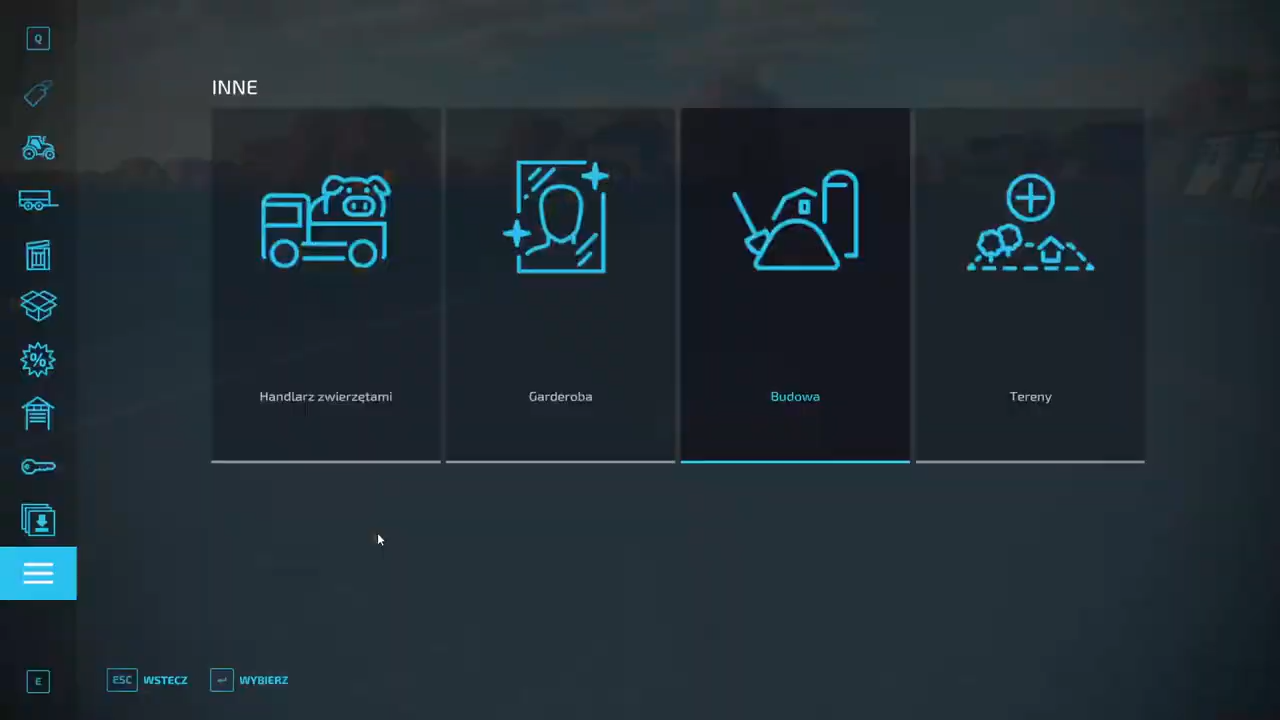 Q
INNE
Handlarz zwierzętami
Garderoba
Budowa
Tereny
%
E
ESC WSTECZ
↵ WYBIERZ